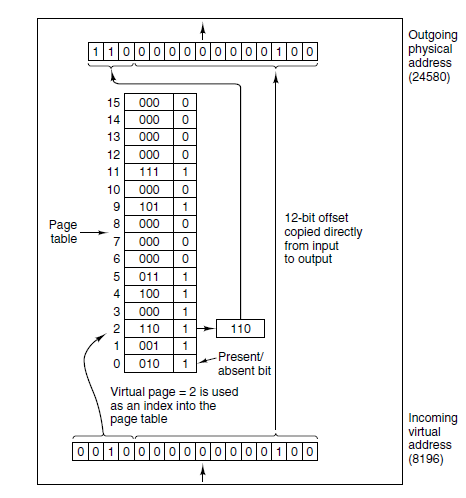 Outgoing
physical
address
(24580)
1 1 0 0 0 0 0 0 0 0 0 0 1 0 0
15 000 0
14 000 0
13 000 0
12 000 0
11 111 1
10 000 0
9 101 1
8 000 0
7 000 0
6 000 0
5 011 1
4 100 1
3 000 1
2 110 1
1 001 1
0 010 1
Page
table
110
12-bit offset
copied directly
from input
to output
Present/
absent bit
Virtual page = 2 is used
as an index into the
page table
0 0 1 0 0 0 0 0 0 0 0 0 0 1 0 0
Incoming
virtual
address
(8196)